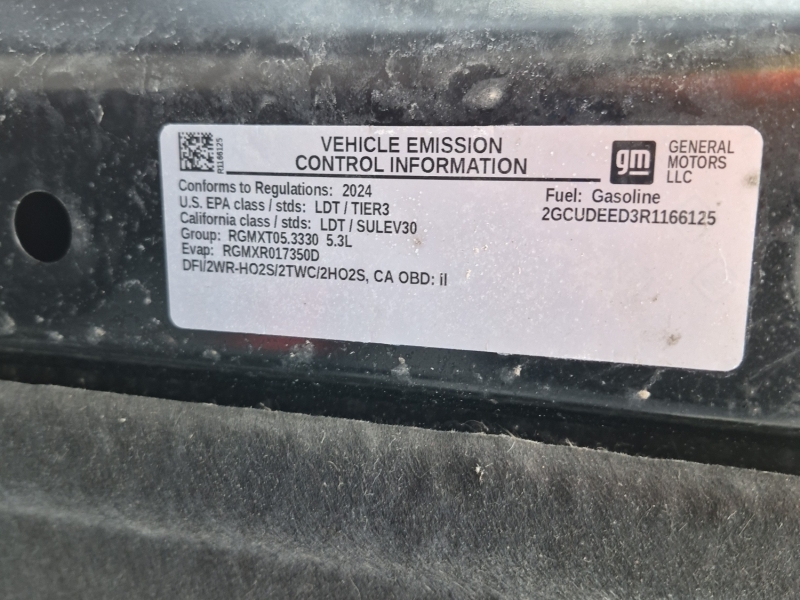 R1166125
VEHICLE EMISSION
CONTROL INFORMATION
gm
GENERAL
MOTORS
LLC
Conforms to Regulations: 2024
U.S. EPA class / stds: LDT / TIER3
California class / stds: LDT / SULEV30
Group: RGMXT05.3330 5.3L
Evap: RGMXR017350D
DFI/2WR-HO2S/2TWC/2HO2S, CA OBD: iI
Fuel: Gasoline
2GCUDEED3R1166125